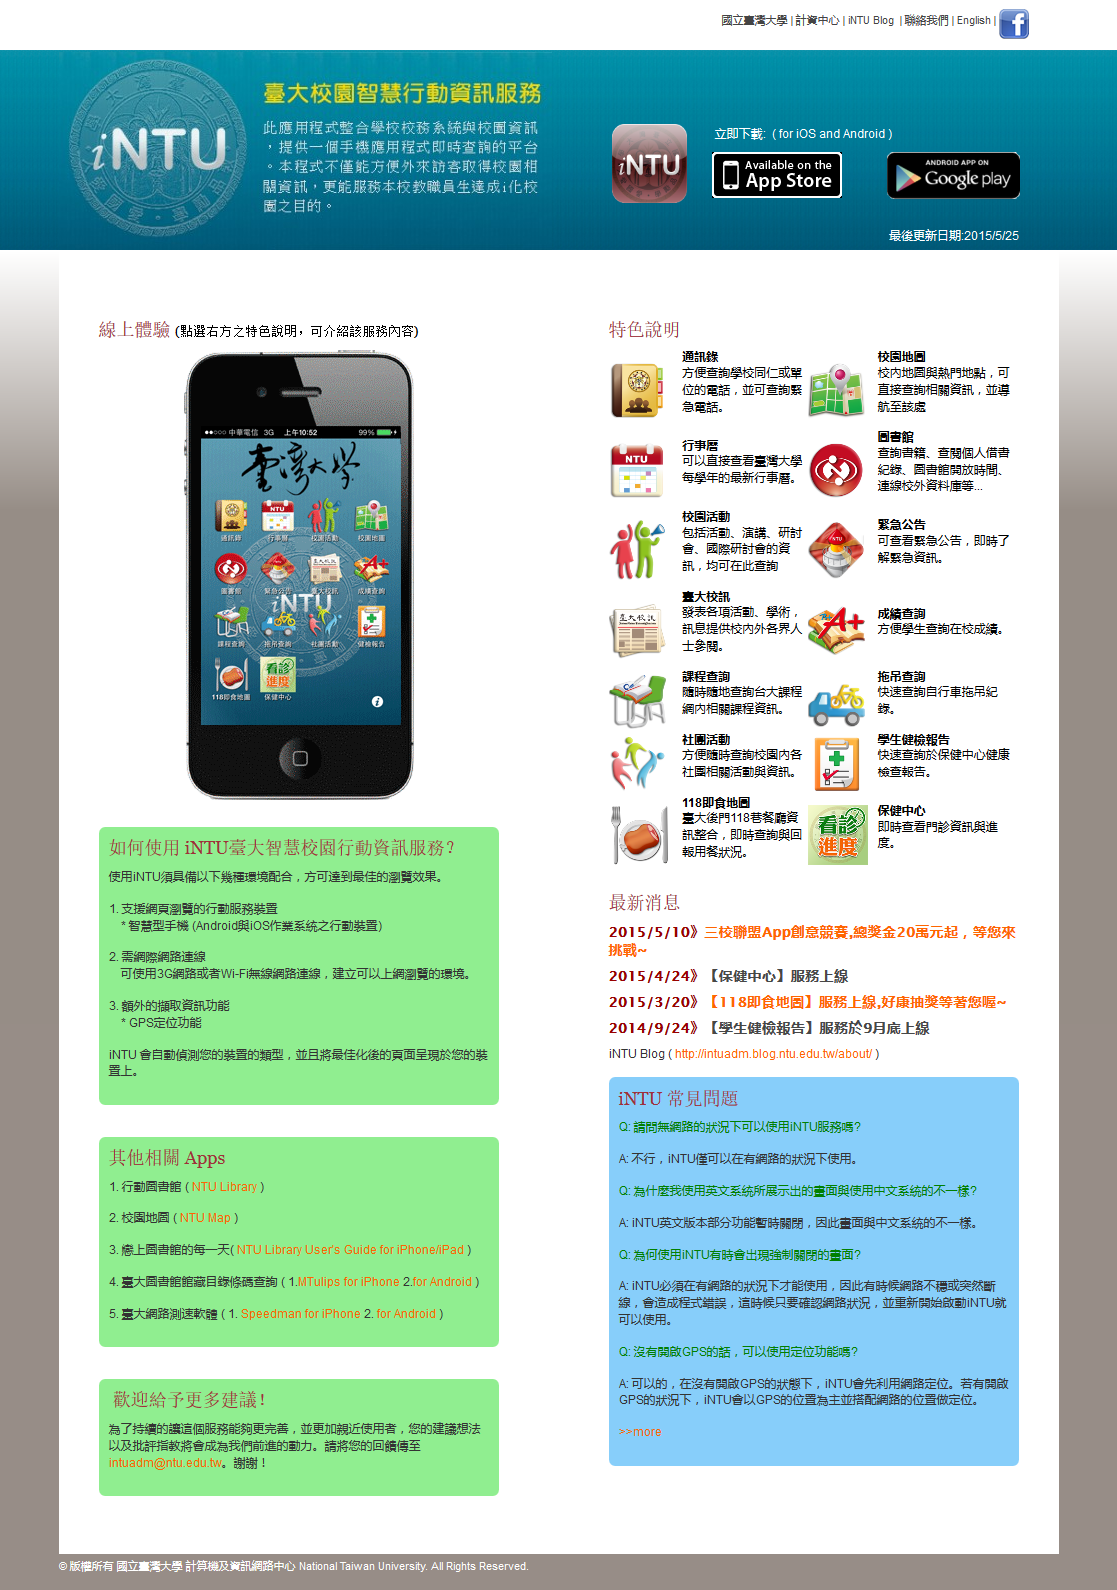 國立臺灣大學 | 計資中心 | iNTU Blog | 聯絡我們 | English |
iNTU
臺大校園智慧行動資訊服務
此應用程式整合學校校務系統與校園資訊
，提供一個手機應用程式即時查詢的平台
。本程式不僅能方便外來訪客取得校園相
關資訊，更能服務本校教職員生達成i化校
園之目的。
iNTU
立即下載: ( for iOS and Android )
Available on the
App Store
ANDROID APP ON
Google play
最後更新日期:2015/5/25
線上體驗 (點選右方之特色說明，可介紹該服務內容)
中華電信 3G 上午10:52 99%
臺灣大學
通訊錄 行事曆 校園活動 校園地圖
圖書館 緊急公告 臺大校訊 成績查詢
iNTU
課程查詢 拖吊查詢 社團活動 健檢報告
看診
進度
118即食地圖 保健中心
特色說明
通訊錄
方便查詢學校同仁或單
位的電話，並可查詢緊
急電話。
校園地圖
校內地圖與熱門地點，可
直接查詢相關資訊，並導
航至該處
NTU
行事曆
可以直接查看臺灣大學
每學年的最新行事曆。
圖書館
查詢書籍、查閱個人借書
紀錄、圖書館開放時間、
連線校外資料庫等...
校園活動
包括活動、演講、研討
會、國際研討會的資
訊，均可在此查詢
NTU
緊急公告
可查看緊急公告，即時了
解緊急資訊。
臺大校訊
臺大校訊
發表各項活動、學術，
訊息提供校內外各界人
士參閱。
A+
成績查詢
方便學生查詢在校成績。
課程查詢
隨時隨地查詢台大課程
網內相關課程資訊。
拖吊查詢
快速查詢自行車拖吊紀
錄。
社團活動
方便隨時查詢校園內各
社團相關活動與資訊。
學生健檢報告
快速查詢於保健中心健康
檢查報告。
118即食地圖
臺大後門118巷餐廳資
訊整合，即時查詢與回
報用餐狀況。
看診
進度
保健中心
即時查看門診資訊與進
度。
如何使用 iNTU臺大智慧校園行動資訊服務?
使用iNTU須具備以下幾種環境配合，方可達到最佳的瀏覽效果。
1. 支援網頁瀏覽的行動服務裝置
* 智慧型手機 (Android與iOS作業系統之行動裝置)
2. 需網際網路連線
可使用3G網路或者Wi-Fi無線網路連線，建立可以上網瀏覽的環境。
3. 額外的擷取資訊功能
* GPS定位功能
iNTU 會自動偵測您的裝置的類型，並且將最佳化後的頁面呈現於您的裝
置上。
其他相關 Apps
1. 行動圖書館 ( NTU Library )
2. 校園地圖 ( NTU Map )
3. 戀上圖書館的每一天( NTU Library User's Guide for iPhone/iPad )
4. 臺大圖書館館藏目錄條碼查詢 ( 1.MTulips for iPhone 2.for Android )
5. 臺大網路測速軟體 ( 1. Speedman for iPhone 2. for Android )
歡迎給予更多建議!
為了持續的讓這個服務能夠更完善，並更加親近使用者，您的建議想法
以及批評指教將會成為我們前進的動力。請將您的回饋傳至
intuadm@ntu.edu.tw。謝謝！
最新消息
2015/5/10》三校聯盟App創意競賽,總獎金20萬元起，等您來
挑戰~
2015/4/24》【保健中心】服務上線
2015/3/20》【118即食地圖】服務上線,好康抽獎等著您喔~
2014/9/24》【學生健檢報告】服務於9月底上線
iNTU Blog ( http://intuadm.blog.ntu.edu.tw/about/ )
iNTU 常見問題
Q: 請問無網路的狀況下可以使用iNTU服務嗎?
A: 不行，iNTU僅可以在有網路的狀況下使用。
Q: 為什麼我使用英文系統所展示出的畫面與使用中文系統的不一樣?
A: iNTU英文版本部分功能暫時關閉，因此畫面與中文系統的不一樣。
Q: 為何使用iNTU有時會出現強制關閉的畫面?
A: iNTU必須在有網路的狀況下才能使用，因此有時候網路不穩或突然斷
線，會造成程式錯誤，這時候只要確認網路狀況，並重新開始啟動iNTU就
可以使用。
Q: 沒有開啟GPS的話，可以使用定位功能嗎?
A: 可以的，在沒有開啟GPS的狀態下，iNTU會先利用網路定位。若有開啟
GPS的狀況下，iNTU會以GPS的位置為主並搭配網路的位置做定位。
>>more
© 版權所有 國立臺灣大學 計算機及資訊網路中心 National Taiwan University. All Rights Reserved.